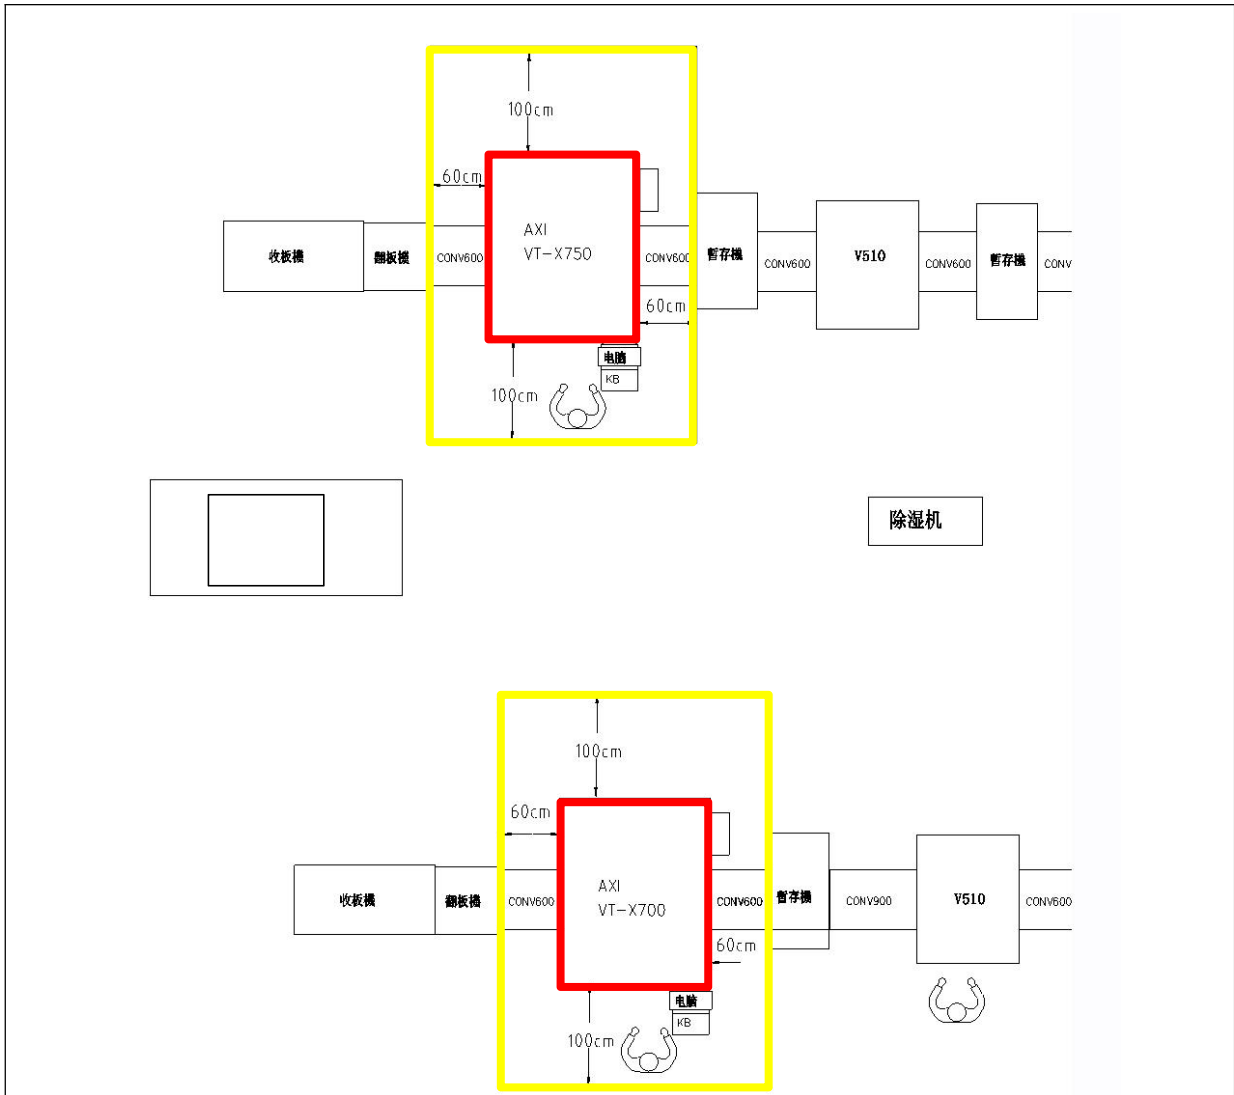 100cm
60cm
AXI
VT-X750
收板機
翻板機
CONV600
CONV600
暫存機
CONV600
V510
CONV600
暫存機
CONV
60cm
电脑
KB
100cm
除湿机
100cm
60cm
AXI
VT-X700
收板機
翻板機
CONV600
CONV600
暫存機
CONV900
V510
CONV600
60cm
电脑
KB
100cm